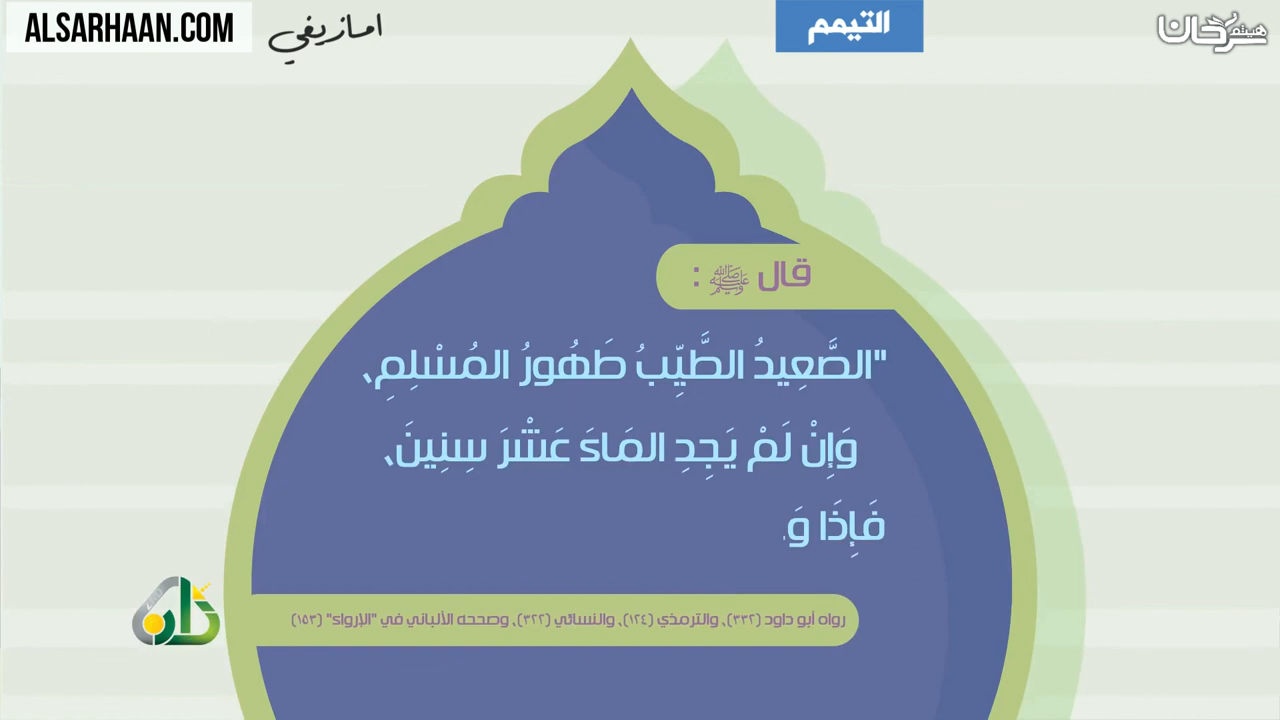 ALSARHAAN.COM
امازيغي
التيمم
هيثم سرحان
قال ﷺ :
"الصَّعِيدُ الطَّيِّبُ طَهُورُ المُسْلِمِ،
وَإِنْ لَمْ يَجِدِ المَاءَ عَشْرَ سِنِينَ،
فَإِذَا وَ
رواه أبو داود (٣٣٢)، والترمذي (١٢٤)، والنسائي (٣٢٢)، وصححه الألباني في "الإرواء" (١٥٣)